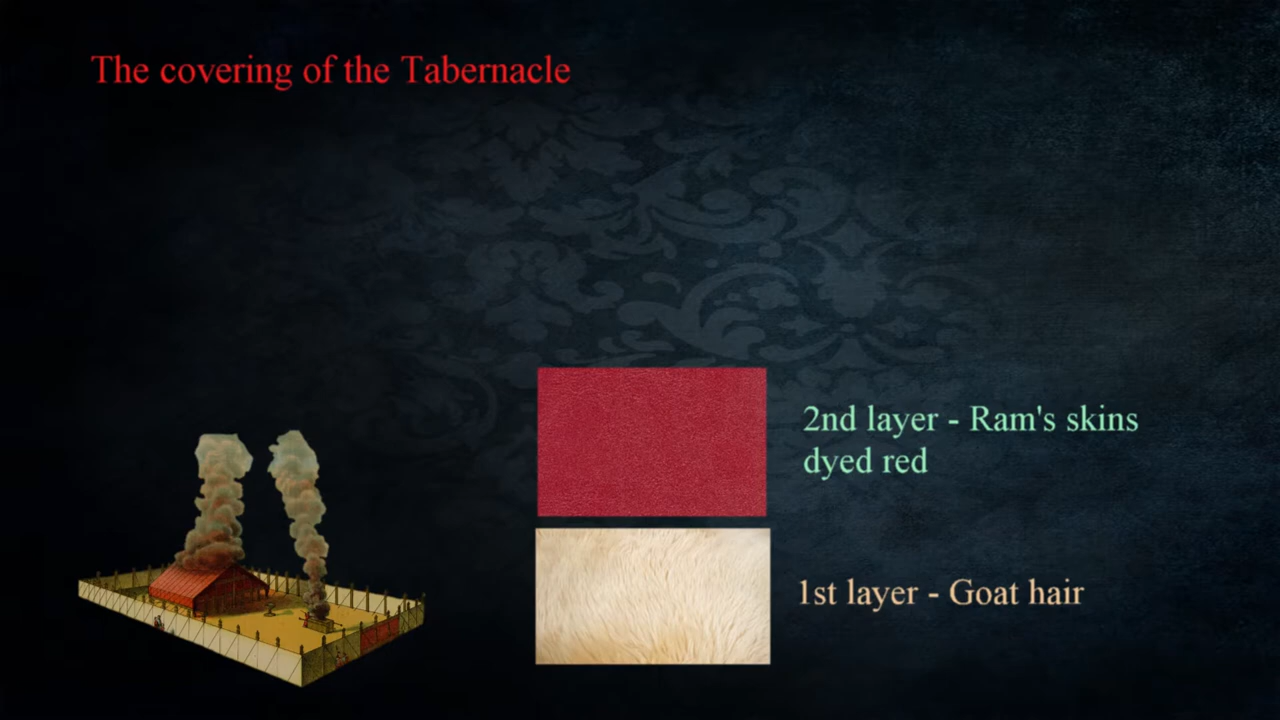 The covering of the Tabernacle
2nd layer - Ram's skins
dyed red
1st layer - Goat hair